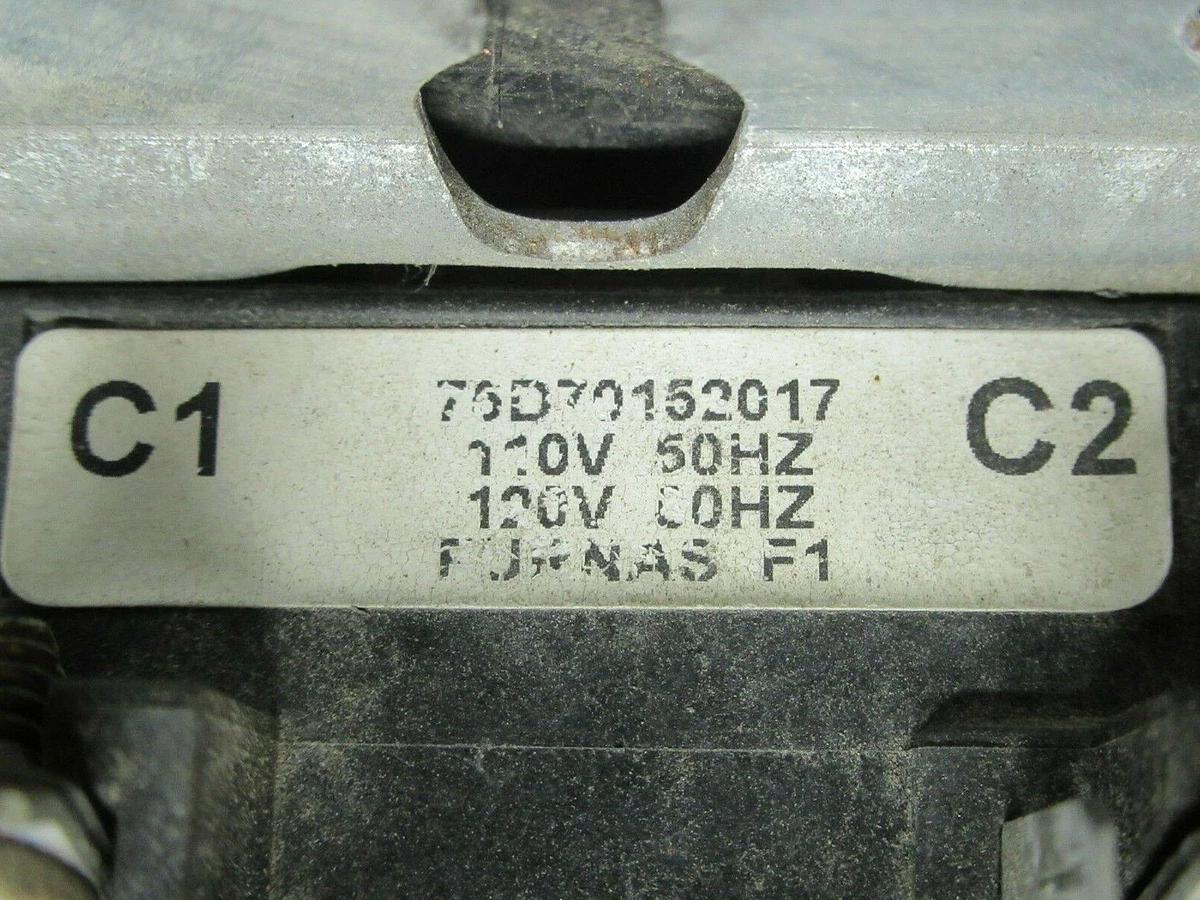 C1
76D70152017
110V 50HZ
120V 60HZ
FURNAS F1
C2